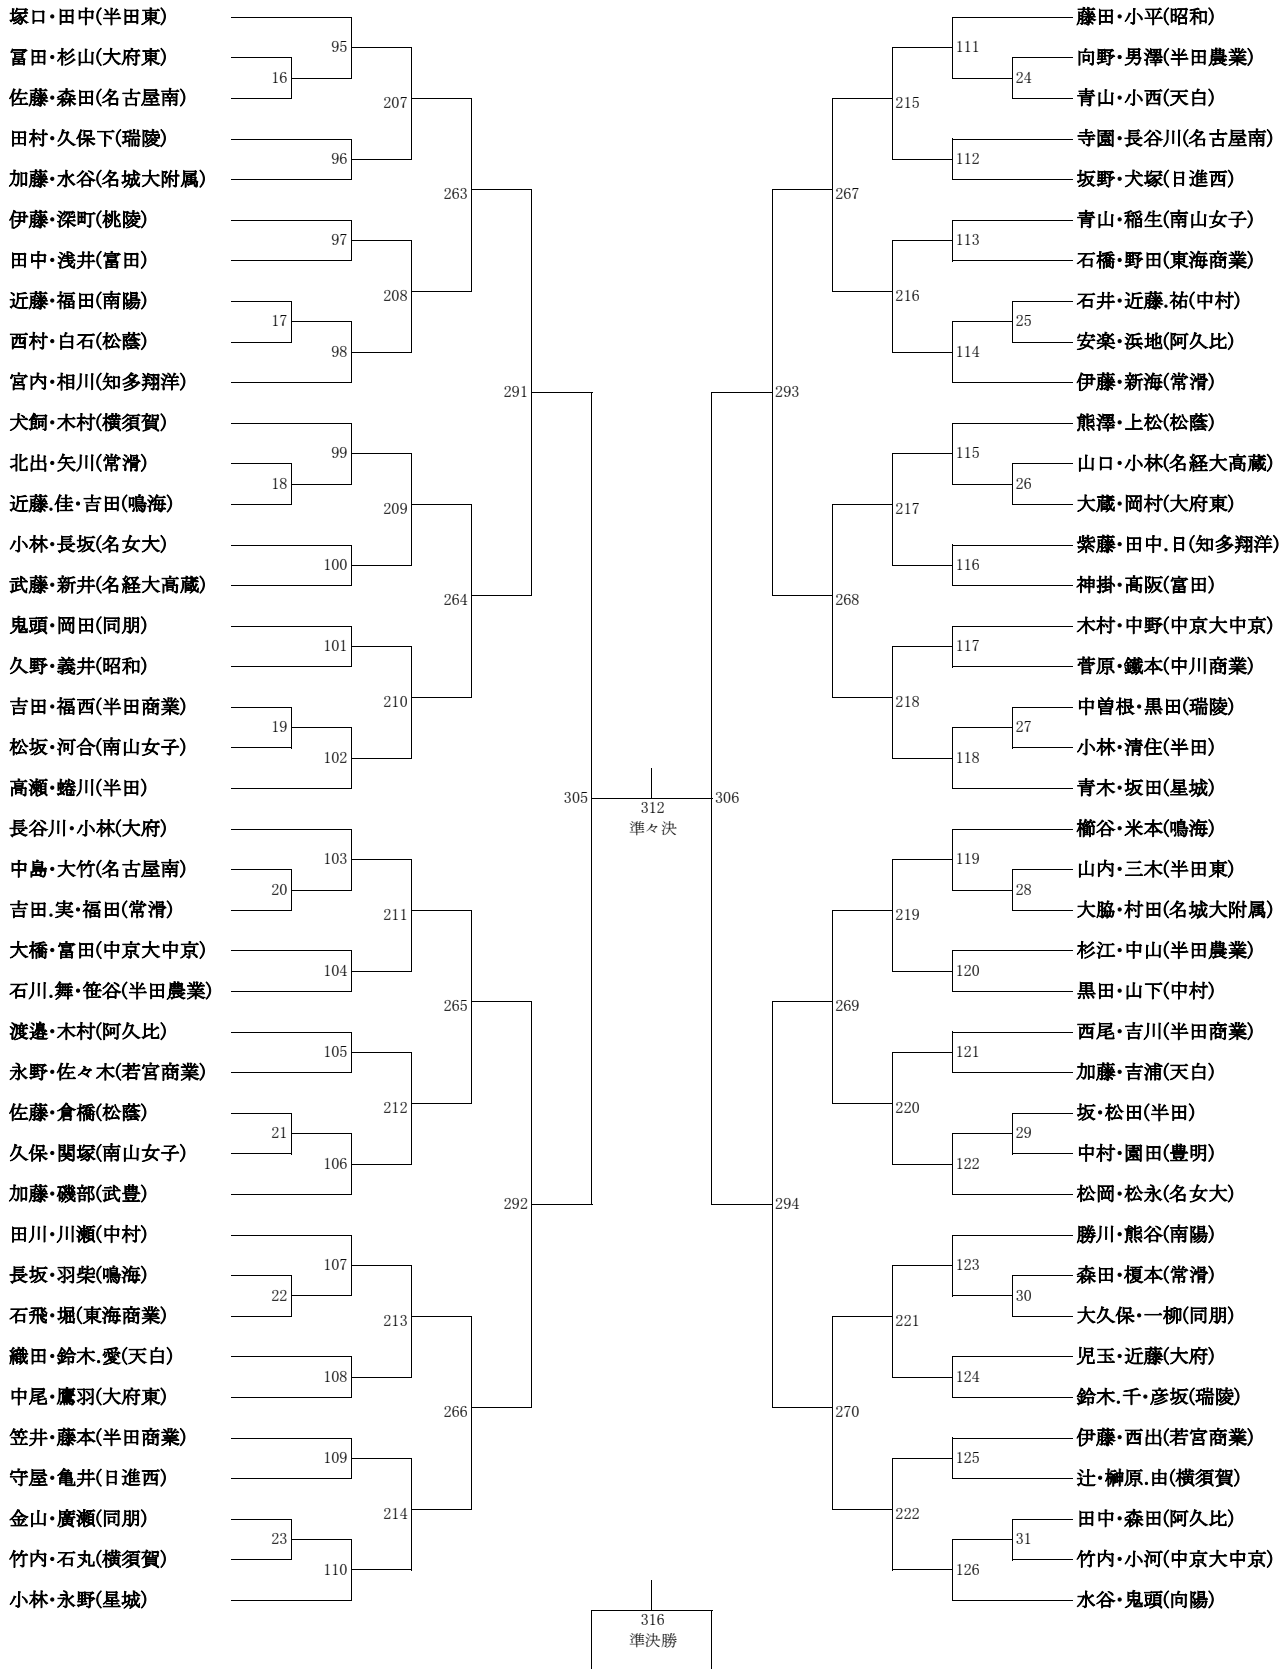 塚口・田中(半田東)
冨田・杉山(大府東)
佐藤・森田(名古屋南)
田村・久保下(瑞陵)
加藤・水谷(名城大附属)
伊藤・深町(桃陵)
田中・浅井(富田)
近藤・福田(南陽)
西村・白石(松蔭)
宮内・相川(知多翔洋)
犬飼・木村(横須賀)
北出・矢川(常滑)
近藤.佳・吉田(鳴海)
小林・長坂(名女大)
武藤・新井(名経大高蔵)
鬼頭・岡田(同朋)
久野・義井(昭和)
吉田・福西(半田商業)
松坂・河合(南山女子)
高瀬・蜷川(半田)
長谷川・小林(大府)
中島・大竹(名古屋南)
吉田.実・福田(常滑)
大橋・富田(中京大中京)
石川.舞・笹谷(半田農業)
渡邉・木村(阿久比)
永野・佐々木(若宮商業)
佐藤・倉橋(松蔭)
久保・関塚(南山女子)
加藤・磯部(武豊)
田川・川瀬(中村)
長坂・羽柴(鳴海)
石飛・堀(東海商業)
織田・鈴木.愛(天白)
中尾・鷹羽(大府東)
笠井・藤本(半田商業)
守屋・亀井(日進西)
金山・廣瀬(同朋)
竹内・石丸(横須賀)
小林・永野(星城)
16
17
18
19
20
21
22
23
95
96
97
98
99
100
101
102
103
104
105
106
107
108
109
110
207
208
209
210
211
212
213
214
263
264
265
266
291
292
305
312
準々決
316
準決勝
306
293
294
267
268
269
270
215
216
217
218
219
220
221
222
111
112
113
114
115
116
117
118
119
120
121
122
123
124
125
126
24
25
26
27
28
29
30
31
藤田・小平(昭和)
向野・男澤(半田農業)
青山・小西(天白)
寺園・長谷川(名古屋南)
坂野・犬塚(日進西)
青山・稲生(南山女子)
石橋・野田(東海商業)
石井・近藤.祐(中村)
安楽・浜地(阿久比)
伊藤・新海(常滑)
熊澤・上松(松蔭)
山口・小林(名経大高蔵)
大蔵・岡村(大府東)
紫藤・田中.日(知多翔洋)
神掛・高阪(富田)
木村・中野(中京大中京)
菅原・鐵本(中川商業)
中曽根・黒田(瑞陵)
小林・清住(半田)
青木・坂田(星城)
櫛谷・米本(鳴海)
山内・三木(半田東)
大脇・村田(名城大附属)
杉江・中山(半田農業)
黒田・山下(中村)
西尾・吉川(半田商業)
加藤・吉浦(天白)
坂・松田(半田)
中村・園田(豊明)
松岡・松永(名女大)
勝川・熊谷(南陽)
森田・榎本(常滑)
大久保・一柳(同朋)
児玉・近藤(大府)
鈴木.千・彦坂(瑞陵)
伊藤・西出(若宮商業)
辻・榊原.由(横須賀)
田中・森田(阿久比)
竹内・小河(中京大中京)
水谷・鬼頭(向陽)